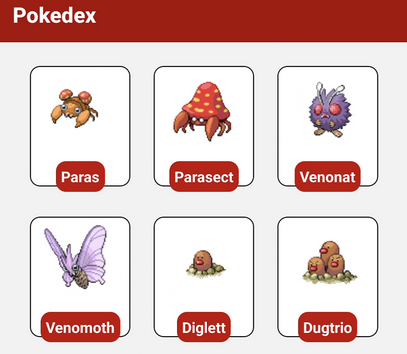 Pokedex
Paras
Parasect
Venonat
Venomoth
Diglett
Dugtrio